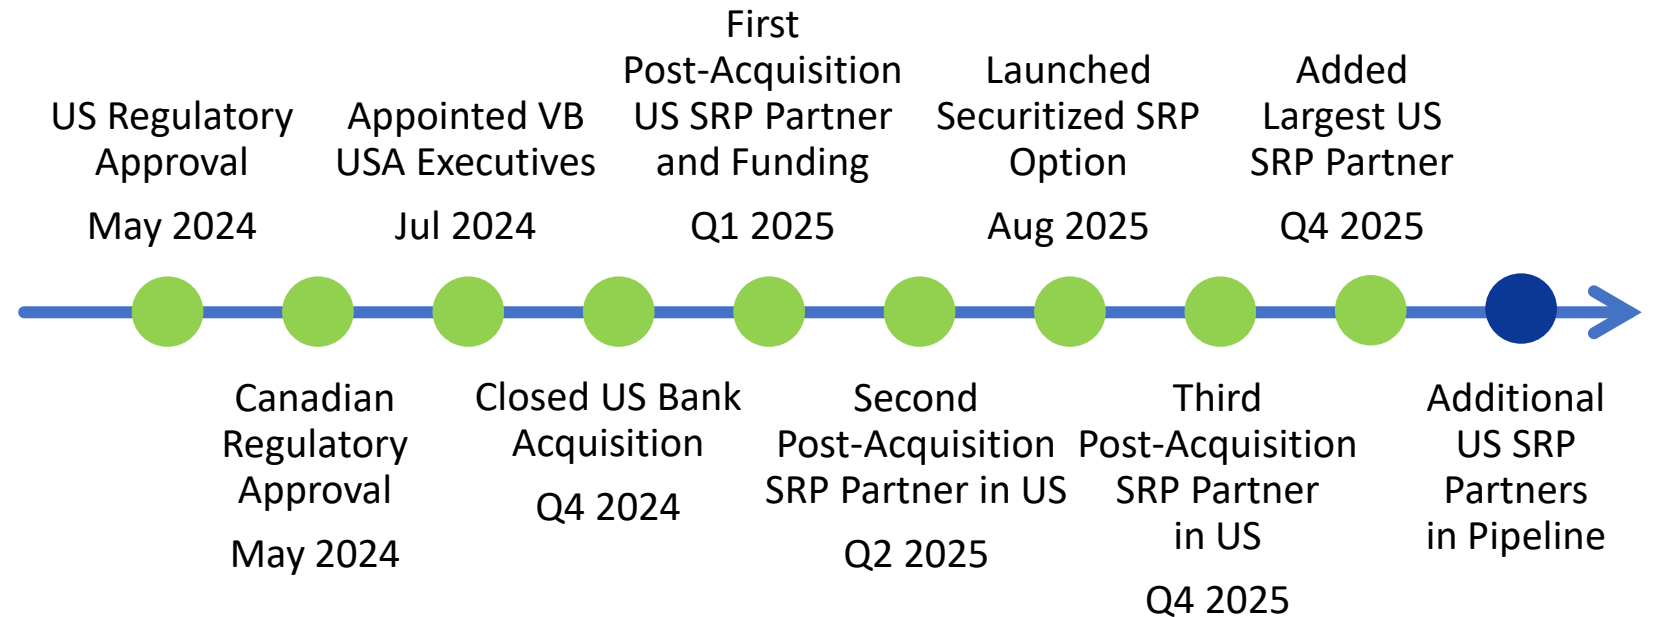 US Regulatory
Approval
May 2024
Canadian
Regulatory
Approval
May 2024
Appointed VB
USA Executives
Jul 2024
Closed US Bank
Acquisition
Q4 2024
First
Post-Acquisition
US SRP Partner
and Funding
Q1 2025
Second
Post-Acquisition
SRP Partner in US
Q2 2025
Launched
Securitized SRP
Option
Aug 2025
Third
Post-Acquisition
SRP Partner
in US
Q4 2025
Added
Largest US
SRP Partner
Q4 2025
Additional
US SRP
Partners
in Pipeline